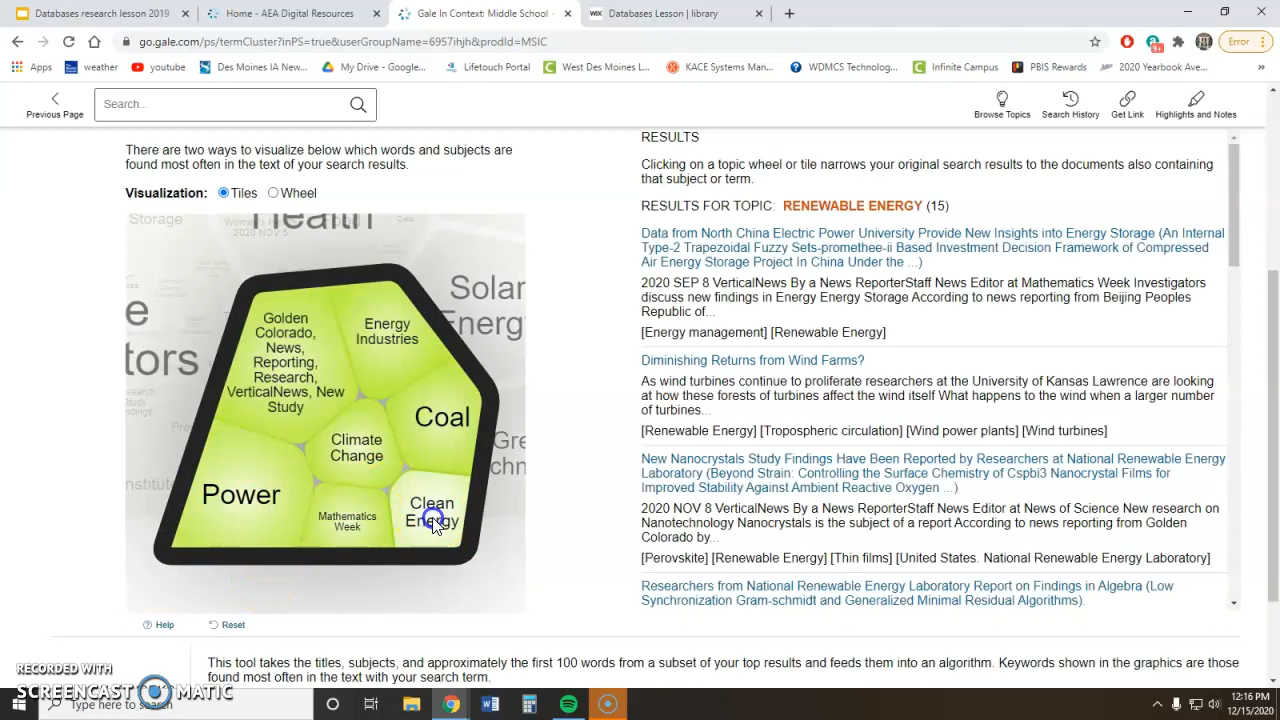 Databases research lesson 2019
Home - AEA Digital Resources
Gale In Context: Middle School -
WIX Databases Lesson | library
go.gale.com/ps/termCluster?inPS=true&userGroupName=6957ihjh&prodId=MSIC
9+
Error
Apps
weather
youtube
Des Moines IA New...
My Drive - Google...
Lifetouch Portal
West Des Moines L...
KACE Systems Man...
WDMCS Technolog...
Infinite Campus
PBIS Rewards
2020 Yearbook Ave...
Previous Page
Search...
Browse Topics
Search History
Get Link
Highlights and Notes
There are two ways to visualize below which words and subjects are
found most often in the text of your search results.
Visualization: Tiles Wheel
Storage
Health
2020 NOV 5
Solar
Energy
Golden
Colorado,
News,
Reporting,
Research,
VerticalNews, New
Study
Energy
Industries
Coal
Climate
Change
Power
Mathematics
Week
Clean
Energy
Help
Reset
RESULTS
Clicking on a topic wheel or tile narrows your original search results to the documents also containing
that subject or term.
RESULTS FOR TOPIC: RENEWABLE ENERGY (15)
Data from North China Electric Power University Provide New Insights into Energy Storage (An Internal
Type-2 Trapezoidal Fuzzy Sets-promethee-ii Based Investment Decision Framework of Compressed
Air Energy Storage Project In China Under the ...)
2020 SEP 8 VerticalNews By a News ReporterStaff News Editor at Mathematics Week Investigators
discuss new findings in Energy Energy Storage According to news reporting from Beijing Peoples
Republic of...
[Energy management] [Renewable Energy]
Diminishing Returns from Wind Farms?
As wind turbines continue to proliferate researchers at the University of Kansas Lawrence are looking
at how these forests of turbines affect the wind itself What happens to the wind when a larger number
of turbines...
[Renewable Energy] [Tropospheric circulation] [Wind power plants] [Wind turbines]
New Nanocrystals Study Findings Have Been Reported by Researchers at National Renewable Energy
Laboratory (Beyond Strain: Controlling the Surface Chemistry of Cspbi3 Nanocrystal Films for
Improved Stability Against Ambient Reactive Oxygen ...)
2020 NOV 8 VerticalNews By a News ReporterStaff News Editor at News of Science New research on
Nanotechnology Nanocrystals is the subject of a report According to news reporting from Golden
Colorado by...
[Perovskite] [Renewable Energy] [Thin films] [United States. National Renewable Energy Laboratory]
Researchers from National Renewable Energy Laboratory Report on Findings in Algebra (Low
Synchronization Gram-schmidt and Generalized Minimal Residual Algorithms).
This tool takes the titles, subjects, and approximately the first 100 words from a subset of your top results and feeds them into an algorithm. Keywords shown in the graphics are those
found most often in the text with your search term.
RECORDED WITH
SCREENCAST MATIC
Type here to search
12:16 PM
12/15/2020